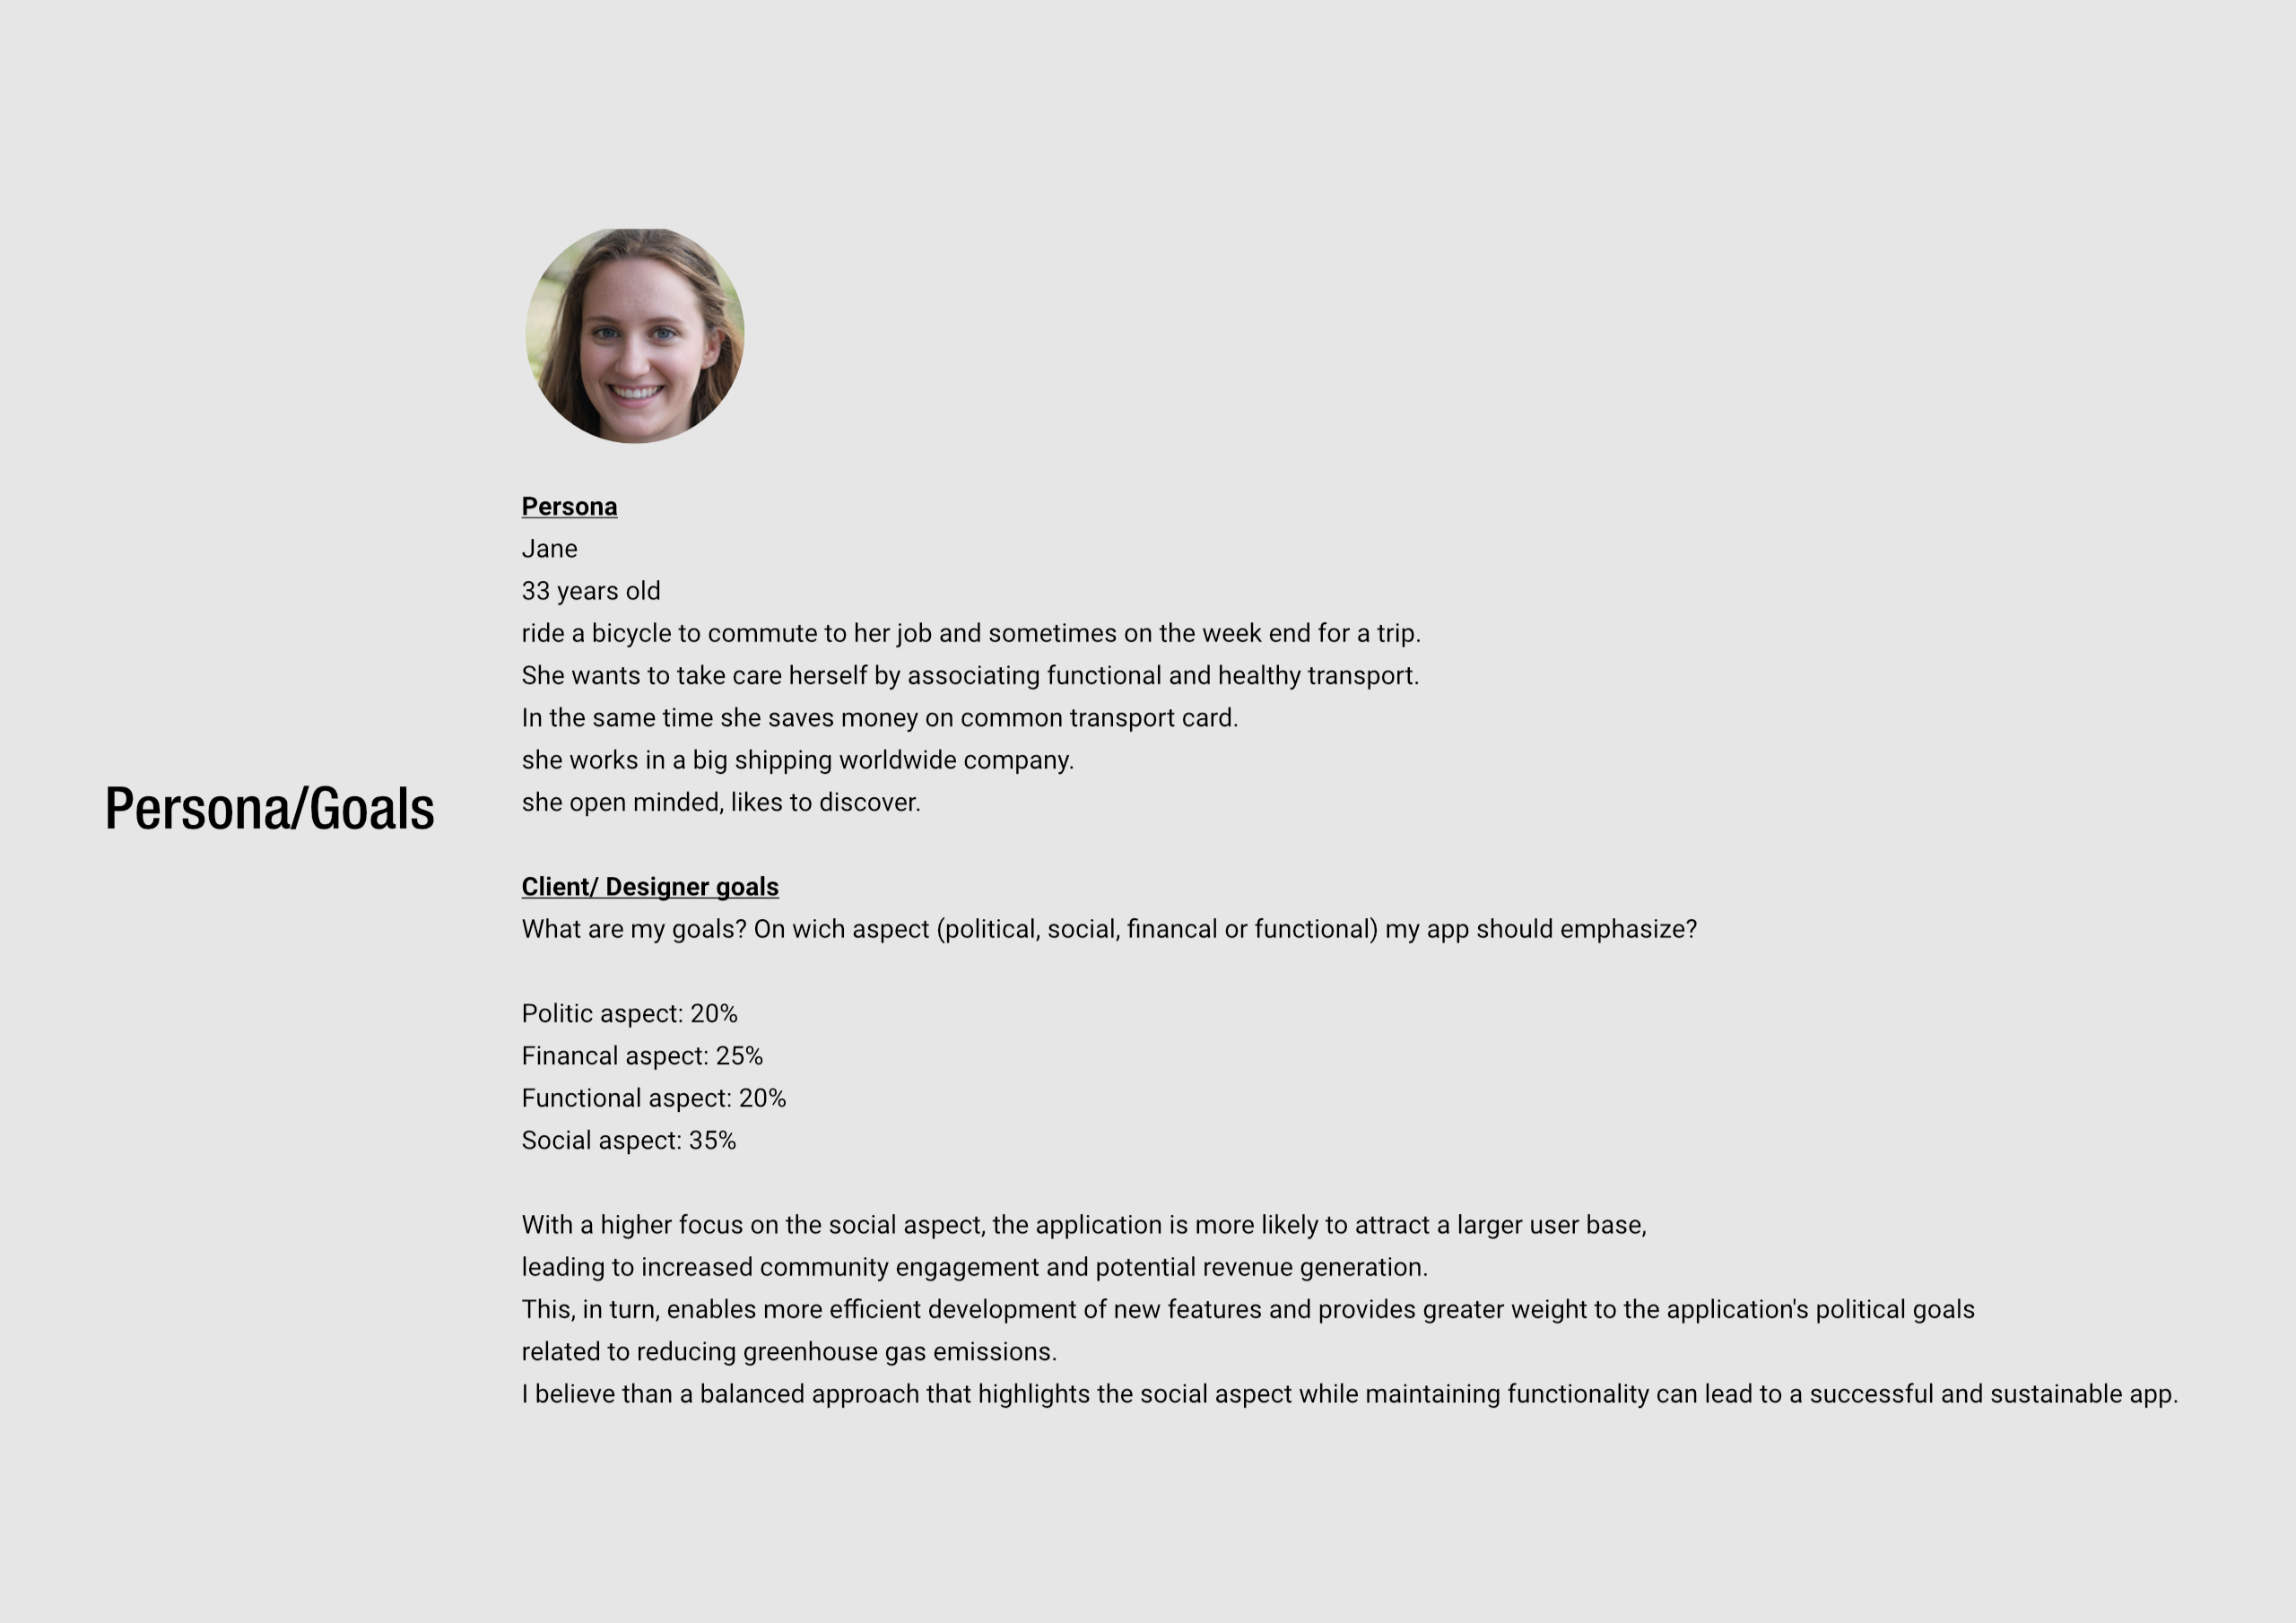 Persona/Goals
Persona
Jane
33 years old
ride a bicycle to commute to her job and sometimes on the week end for a trip.
She wants to take care herself by associating functional and healthy transport.
In the same time she saves money on common transport card.
she works in a big shipping worldwide company.
she open minded, likes to discover.
Client/ Designer goals
What are my goals? On wich aspect (political, social, financal or functional) my app should emphasize?
Politic aspect: 20%
Financal aspect: 25%
Functional aspect: 20%
Social aspect: 35%
With a higher focus on the social aspect, the application is more likely to attract a larger user base,
leading to increased community engagement and potential revenue generation.
This, in turn, enables more efficient development of new features and provides greater weight to the application's political goals
related to reducing greenhouse gas emissions.
I believe than a balanced approach that highlights the social aspect while maintaining functionality can lead to a successful and sustainable app.